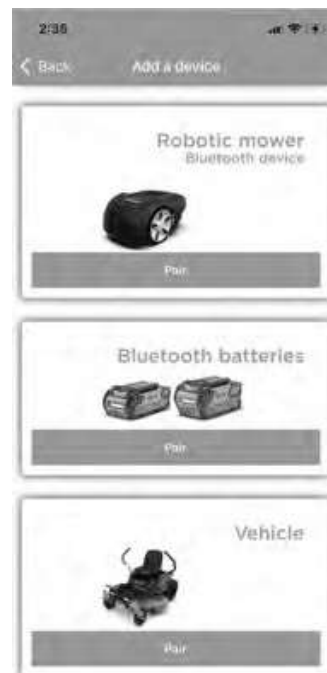 2:35
Back
Add a device
Robotic mower
Bluetooth device
Pair
Bluetooth batteries
Pair
Vehicle
Pair